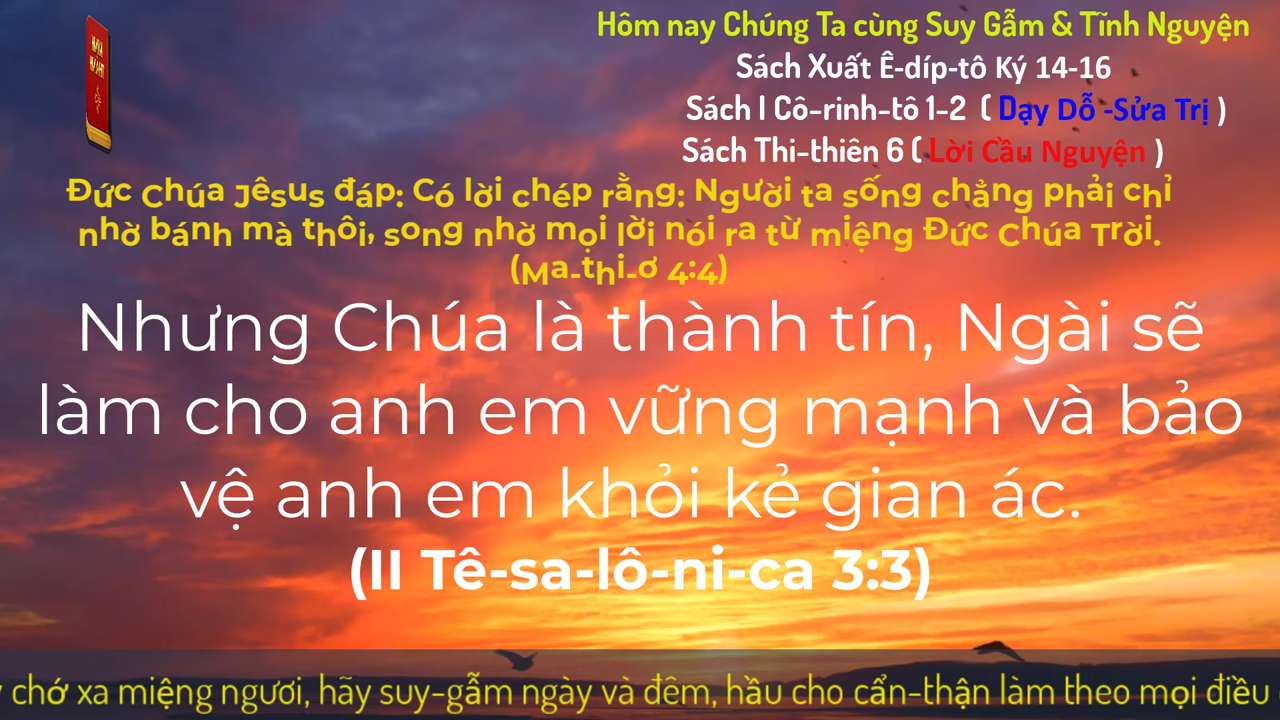 Hôm nay Chúng Ta cùng Suy Gẫm & Tĩnh Nguyện
Sách Xuất Ê-díp-tô Ký 14-16
Sách I Cô-rinh-tô 1-2 ( Dạy Dỗ -Sửa Trị )
Sách Thi-thiên 6 ( Lời Cầu Nguyện )
Đức Chúa Jêsus đáp: Có lời chép rằng: Người ta sống chẳng phải chỉ
nhờ bánh mà thôi, song nhờ mọi lời nói ra từ miệng Đức Chúa Trời.
(Ma-thi-ơ 4:4)
Nhưng Chúa là thành tín, Ngài sẽ
làm cho anh em vững mạnh và bảo
vệ anh em khỏi kẻ gian ác.
(II Tê-sa-lô-ni-ca 3:3)
chớ xa miệng ngươi, hãy suy-gẫm ngày và đêm, hầu cho cẩn-thận làm theo mọi điều